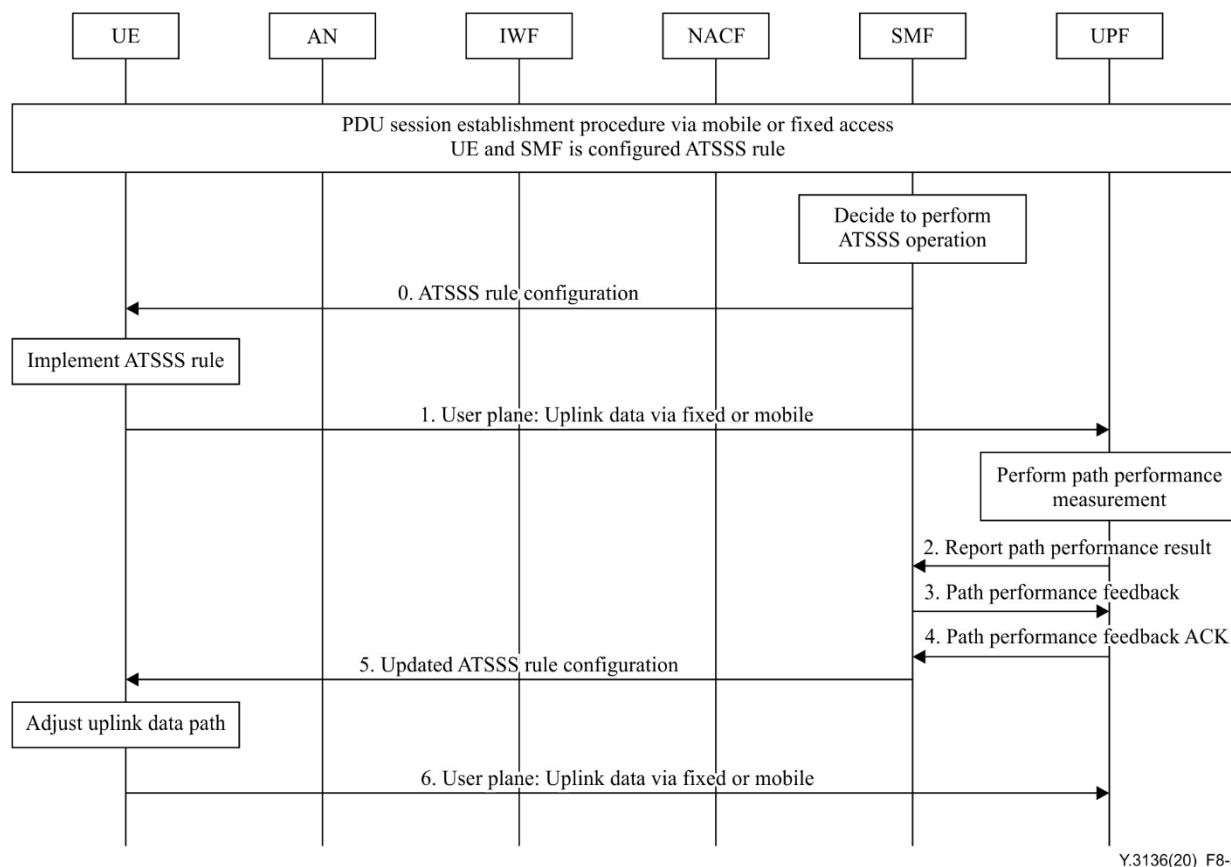 UE
AN
IWF
NACF
SMF
UPF
PDU session establishment procedure via mobile or fixed access
UE and SMF is configured ATSSS rule
Decide to perform
ATSSS operation
0. ATSSS rule configuration
Implement ATSSS rule
1. User plane: Uplink data via fixed or mobile
Perform path performance
measurement
2. Report path performance result
3. Path performance feedback
4. Path performance feedback ACK
5. Updated ATSSS rule configuration
Adjust uplink data path
6. User plane: Uplink data via fixed or mobile
Y.3136(20)_F8-